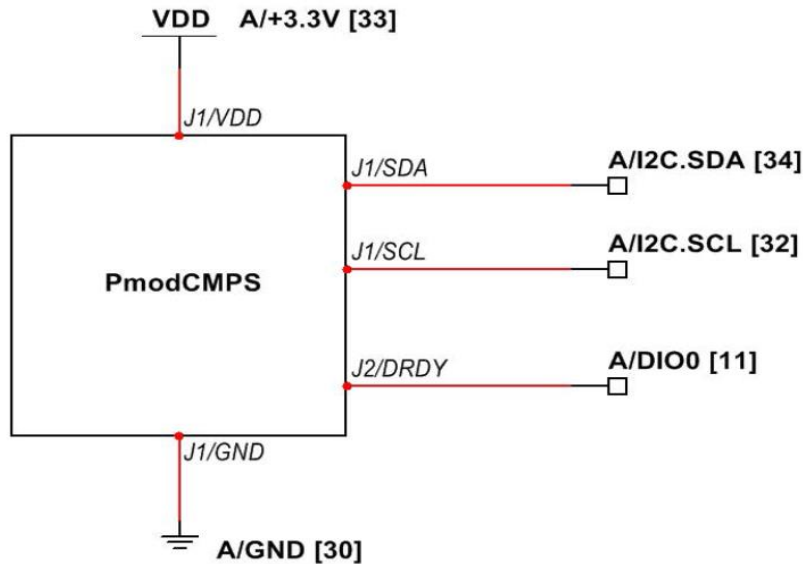 VDD A/+3.3V [33]
J1/VDD
J1/SDA
A/I2C.SDA [34]
J1/SCL
A/I2C.SCL [32]
PmodCMPS
J2/DRDY
A/DIO0 [11]
J1/GND
A/GND [30]